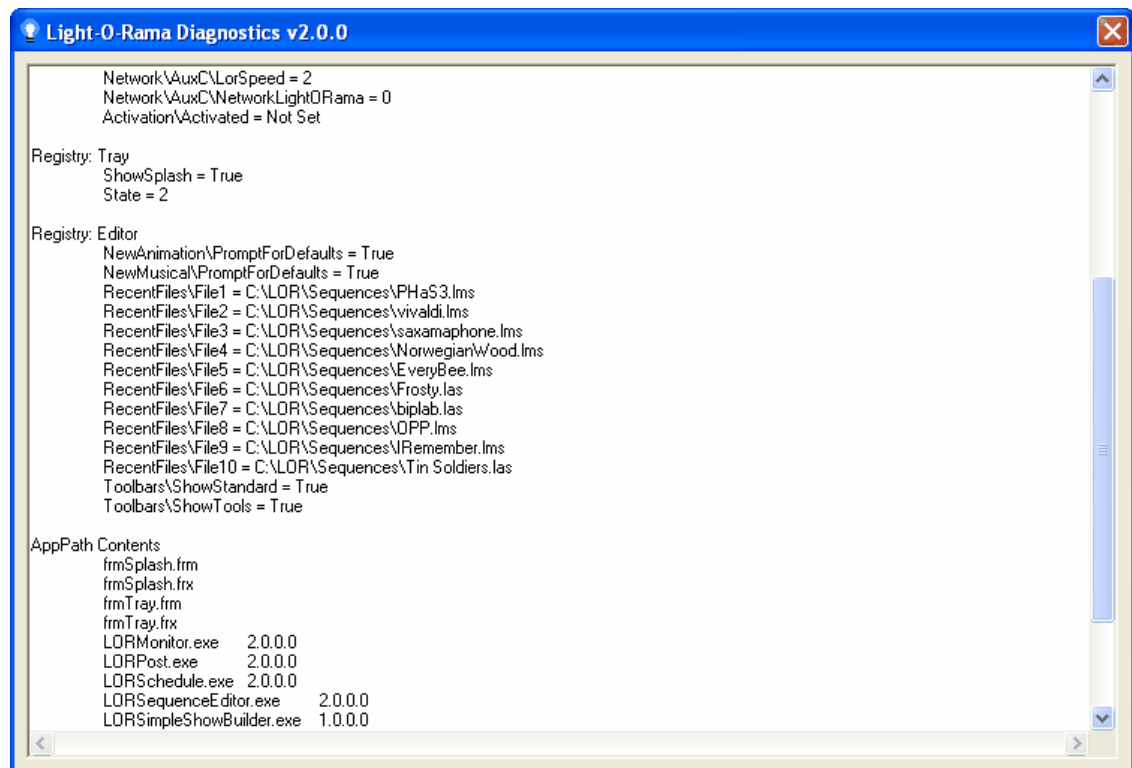 Light-O-Rama Diagnostics v2.0.0
Network\AuxC\LorSpeed = 2
Network\AuxC\NetworkLightORama = 0
Activation\Activated = Not Set
Registry: Tray
ShowSplash = True
State = 2
Registry: Editor
NewAnimation\PromptForDefaults = True
NewMusical\PromptForDefaults = True
RecentFiles\File1 = C:\LOR\Sequences\PHaS3.lms
RecentFiles\File2 = C:\LOR\Sequences\vivaldi.lms
RecentFiles\File3 = C:\LOR\Sequences\saxamaphone.lms
RecentFiles\File4 = C:\LOR\Sequences\NorwegianWood.lms
RecentFiles\File5 = C:\LOR\Sequences\EveryBee.lms
RecentFiles\File6 = C:\LOR\Sequences\Frosty.las
RecentFiles\File7 = C:\LOR\Sequences\biplab.las
RecentFiles\File8 = C:\LOR\Sequences\OPP.lms
RecentFiles\File9 = C:\LOR\Sequences\IRemember.lms
RecentFiles\File10 = C:\LOR\Sequences\Tin Soldiers.las
Toolbars\ShowStandard = True
Toolbars\ShowTools = True
AppPath Contents
frmSplash.frm
frmSplash.frx
frmTray.frm
frmTray.frx
LORMonitor.exe 2.0.0.0
LORPost.exe 2.0.0.0
LORSchedule.exe 2.0.0.0
LORSequenceEditor.exe 2.0.0.0
LORSimpleShowBuilder.exe 1.0.0.0